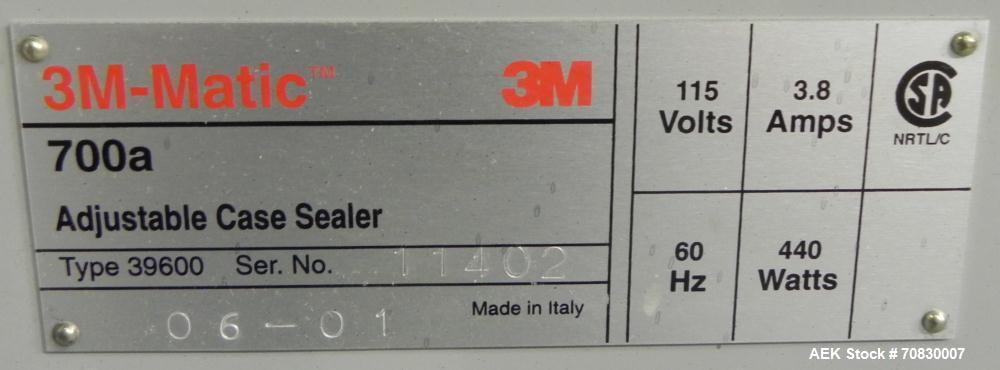 3M-Matic™ 3M
700a
Adjustable Case Sealer
Type 39600 Ser. No. 11402
Made in Italy
06-01
115 Volts
3.8 Amps
CSA
NRTL/C
60 Hz
440 Watts
AEK Stock # 70830007